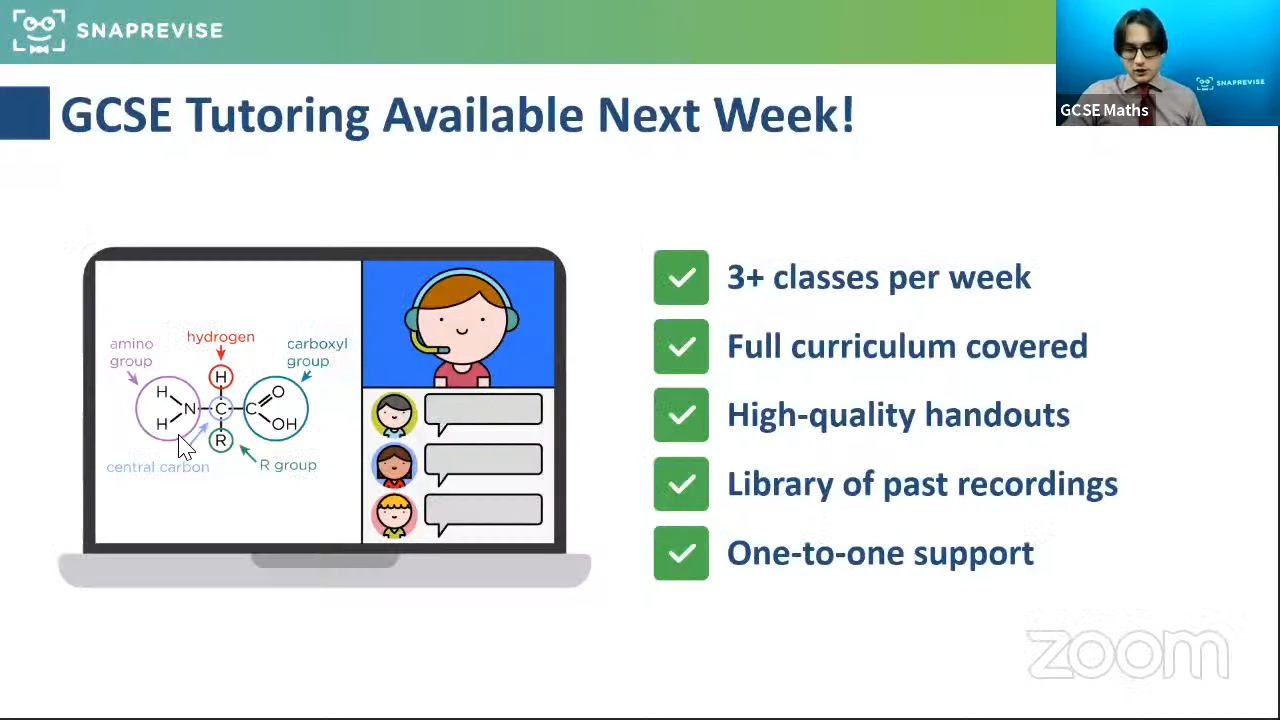 SNAPREVISE
SNAPREVISE
GCSE Maths
GCSE Tutoring Available Next Week!
amino
group
hydrogen
carboxyl
group
H
H
N
C
H
R
C
O
OH
central carbon
R group
3+ classes per week
Full curriculum covered
High-quality handouts
Library of past recordings
One-to-one support
zoom